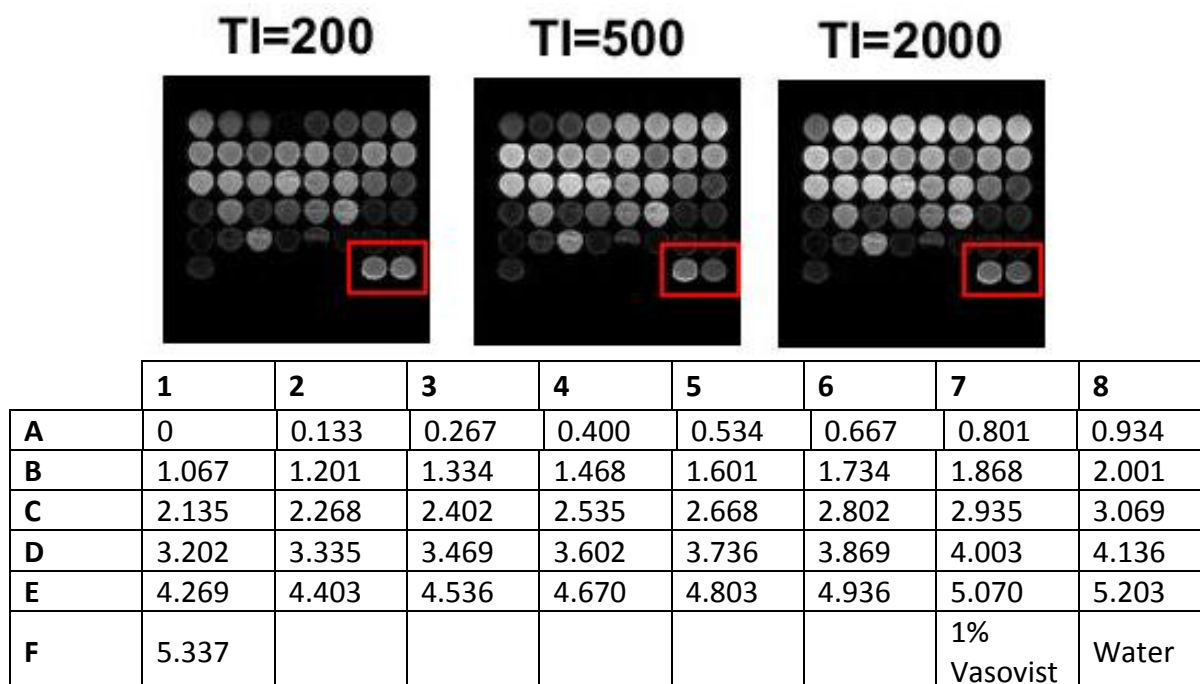 TI=200 TI=500 TI=2000
1 2 3 4 5 6 7 8
A 0 0.133 0.267 0.400 0.534 0.667 0.801 0.934
B 1.067 1.201 1.334 1.468 1.601 1.734 1.868 2.001
C 2.135 2.268 2.402 2.535 2.668 2.802 2.935 3.069
D 3.202 3.335 3.469 3.602 3.736 3.869 4.003 4.136
E 4.269 4.403 4.536 4.670 4.803 4.936 5.070 5.203
F 5.337 1% Vasovist Water